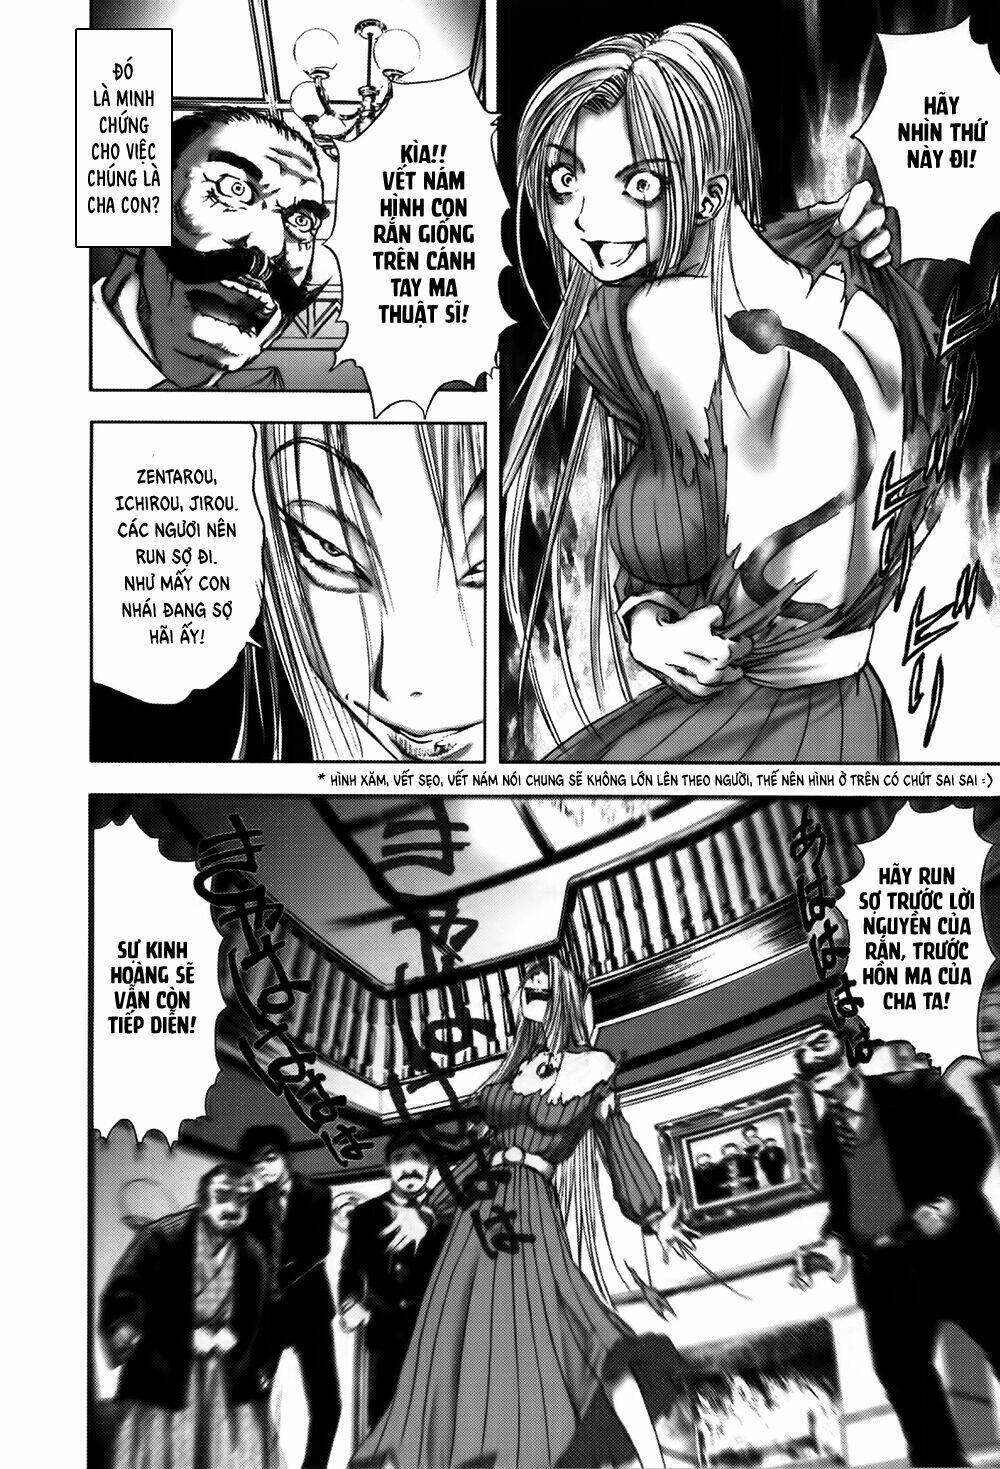 HÃY
NHÌN THỨ
NÀY ĐI!
KÌA!!
VẾT NÁM
HÌNH CON
RẮN GIỐNG
TRÊN CÁNH
TAY MA
THUẬT SĨ!
ĐÓ
LÀ MINH
CHỨNG
CHO VIỆC
CHÚNG LÀ
CHA CON?
ZENTAROU,
ICHIROU, JIROU.
CÁC NGƯƠI NÊN
RUN SỢ ĐI.
NHƯ MẤY CON
NHÁI ĐANG SỢ
HÃI ẤY!
* HÌNH XĂM, VẾT SẸO, VẾT NÁM NÓI CHUNG SẼ KHÔNG LỚN LÊN THEO NGƯỜI, THẾ NÊN HÌNH Ở TRÊN CÓ CHÚT SAI SAI =)
HÃY RUN
SỢ TRƯỚC LỜI
NGUYỀN CỦA
RẮN, TRƯỚC
HỒN MA CỦA
CHA TA!
あははははは
SỰ KINH
HOÀNG SẼ
VẪN CÒN
TIẾP DIỄN!